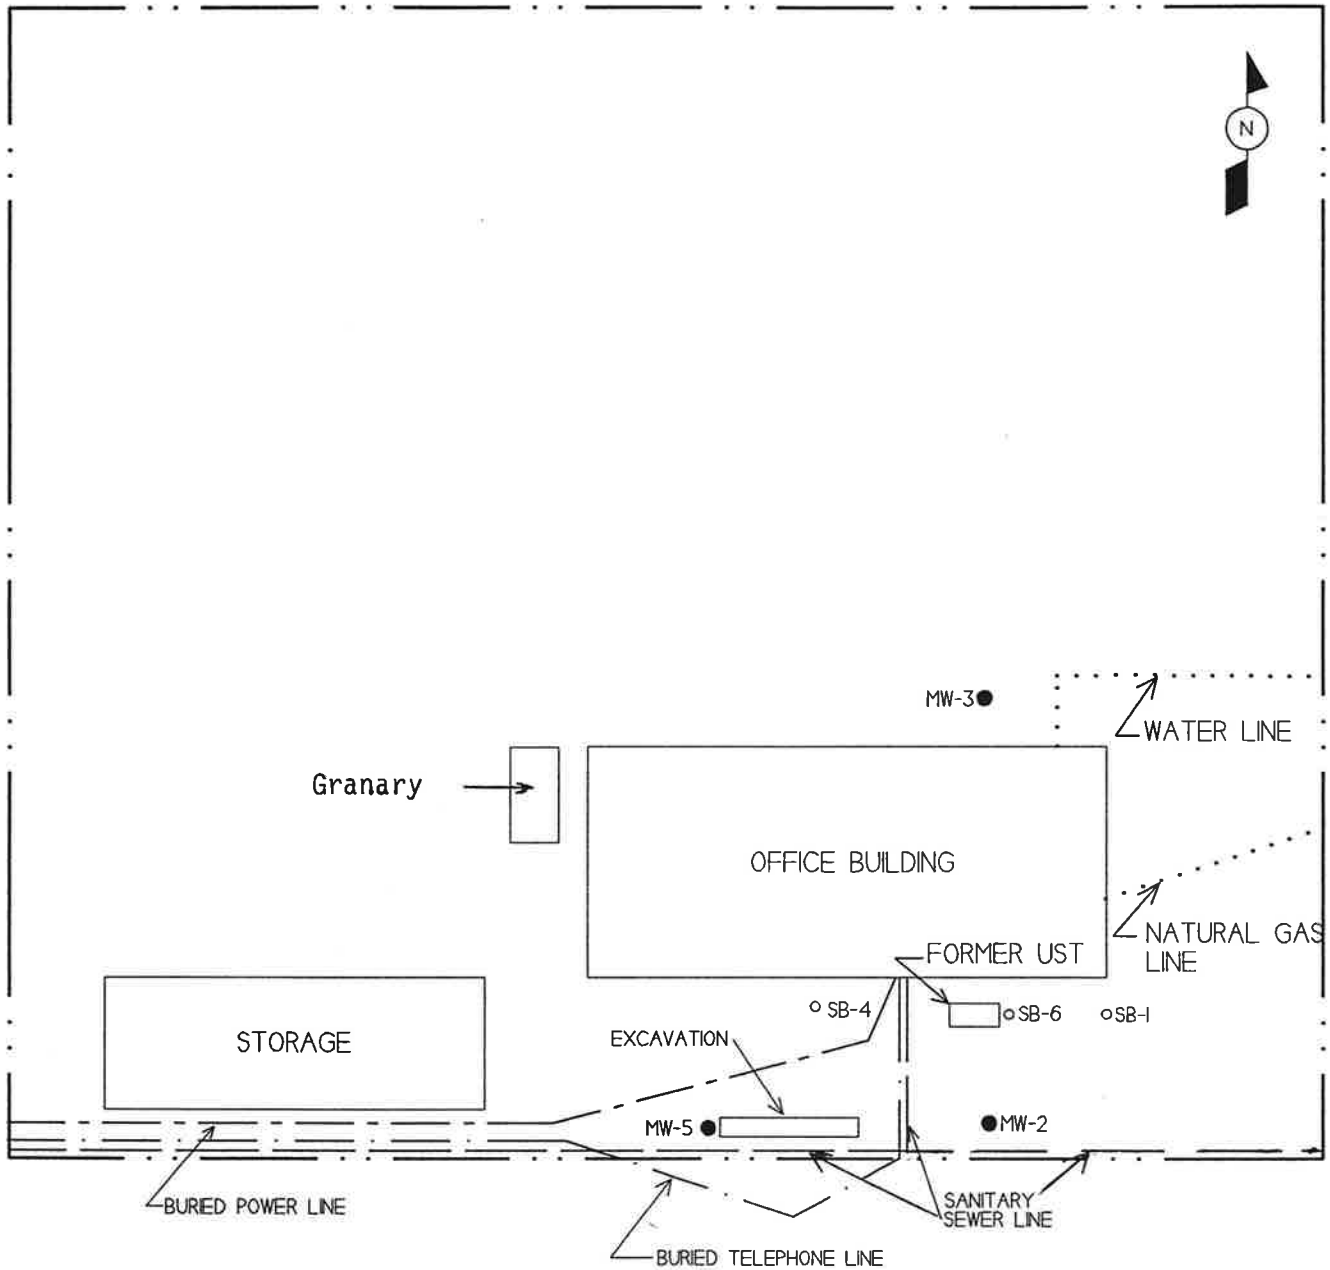 N
MW-3
WATER LINE
Granary
OFFICE BUILDING
NATURAL GAS
LINE
FORMER UST
SB-4
SB-6
SB-1
STORAGE
EXCAVATION
MW-5
MW-2
BURIED POWER LINE
SANITARY
SEWER LINE
BURIED TELEPHONE LINE